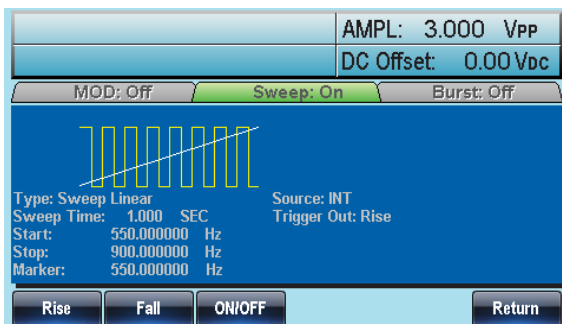 AMPL: 3.000 VPP
DC Offset: 0.00 VDC
MOD: Off Sweep: On Burst: Off
Type: Sweep Linear Source: INT
Sweep Time: 1.000 SEC Trigger Out: Rise
Start: 550.000000 Hz
Stop: 900.000000 Hz
Marker: 550.000000 Hz
Rise Fall ON/OFF Return